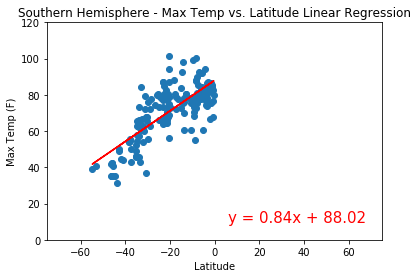 Southern Hemisphere - Max Temp vs. Latitude Linear Regression
120
100
80
60
40
20
0
Max Temp (F)
y = 0.84x + 88.02
−60 −40 −20 0 20 40 60
Latitude